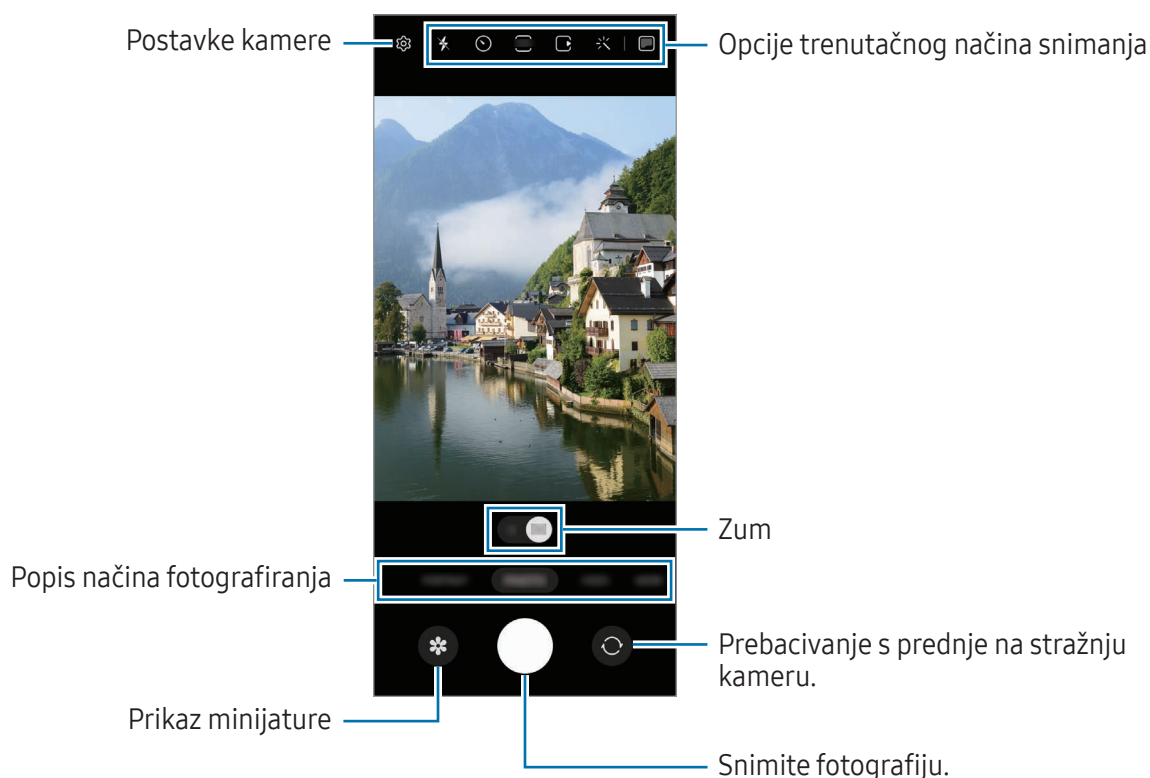 Postavke kamere
Opcije trenutačnog načina snimanja
Zum
Popis načina fotografiranja
Prebacivanje s prednje na stražnju
kameru.
Prikaz minijature
Snimite fotografiju.